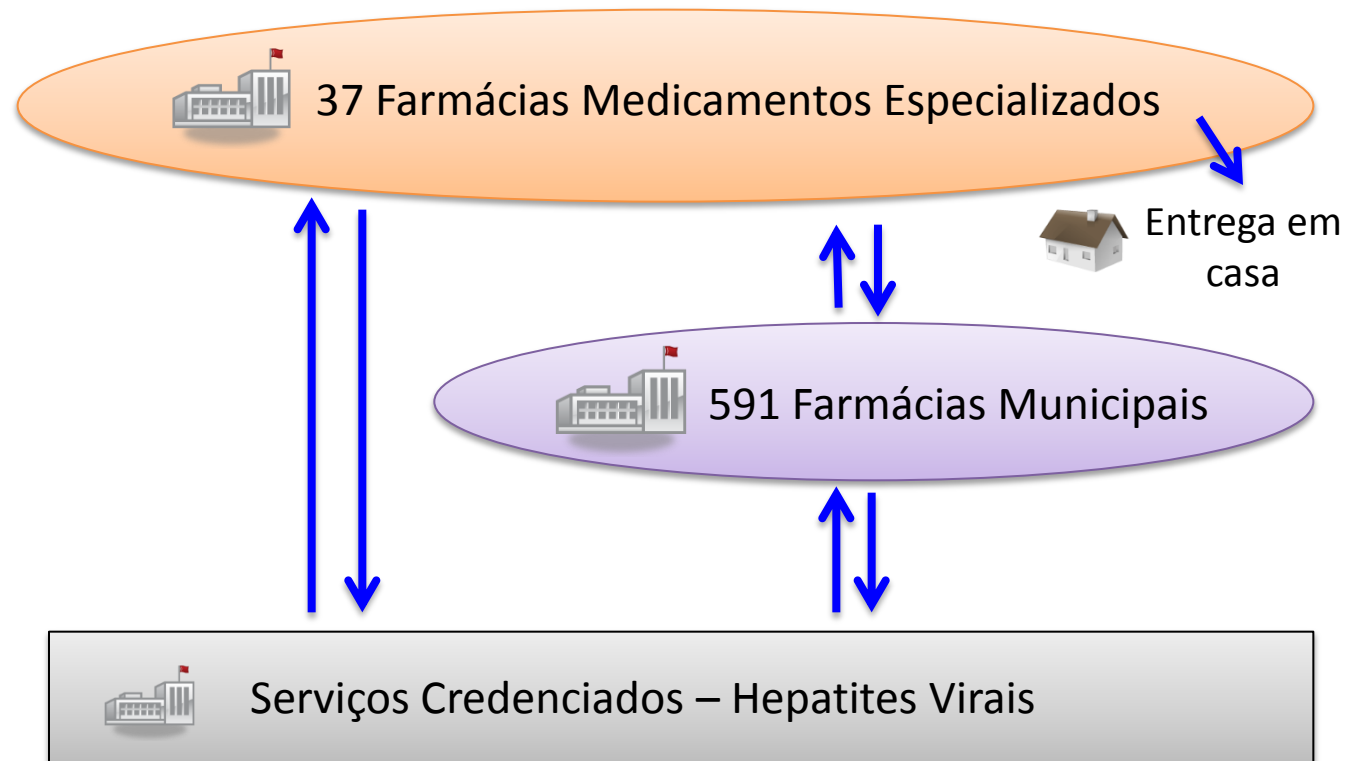 37 Farmácias Medicamentos Especializados
Entrega em
casa
591 Farmácias Municipais
Serviços Credenciados – Hepatites Virais